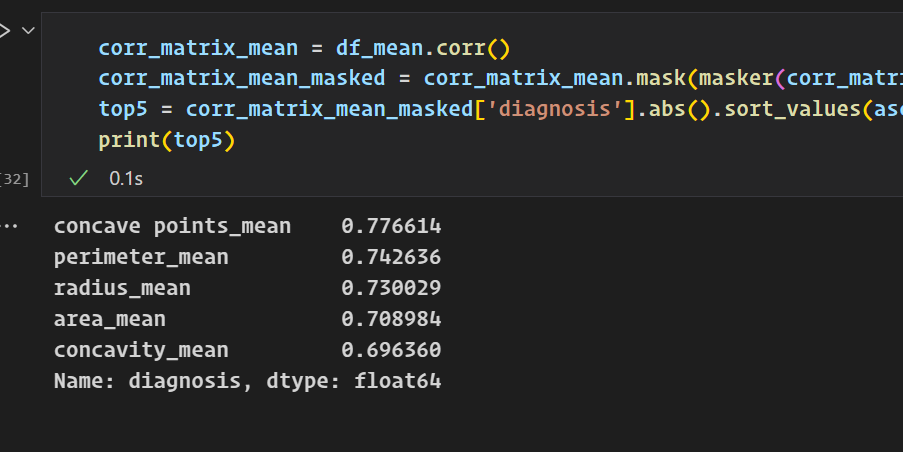 corr_matrix_mean = df_mean.corr()
corr_matrix_mean_masked = corr_matrix_mean.mask(masker(corr_matri
top5 = corr_matrix_mean_masked['diagnosis'].abs().sort_values(asc
print(top5)
[32] 0.1s
concave points_mean    0.776614
perimeter_mean         0.742636
radius_mean            0.730029
area_mean              0.708984
concavity_mean         0.696360
Name: diagnosis, dtype: float64